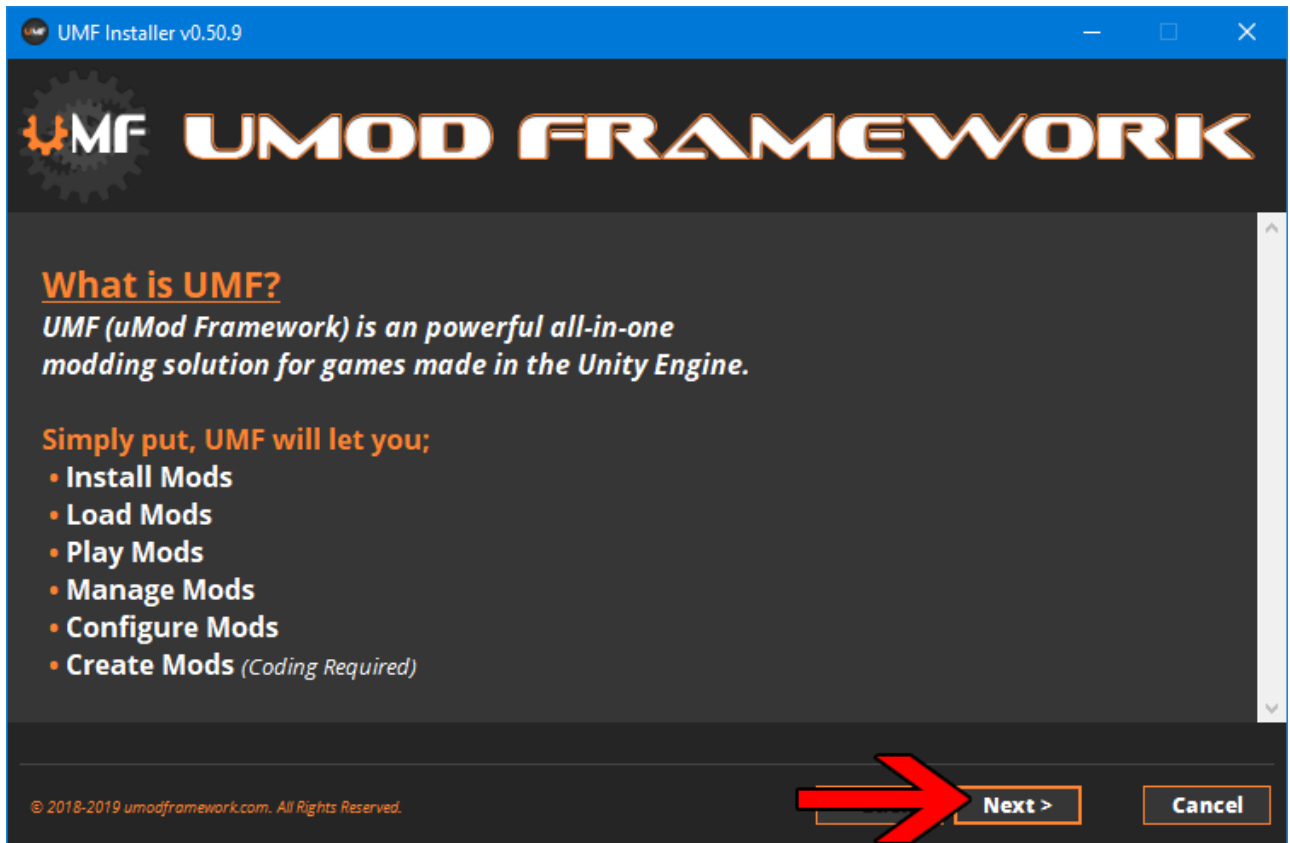 UMF Installer v0.50.9
UMF UMOD FRAMEWORK
What is UMF?
UMF (uMod Framework) is an powerful all-in-one
modding solution for games made in the Unity Engine.
Simply put, UMF will let you;
• Install Mods
• Load Mods
• Play Mods
• Manage Mods
• Configure Mods
• Create Mods (Coding Required)
© 2018-2019 umodframework.com. All Rights Reserved.
Next >
Cancel